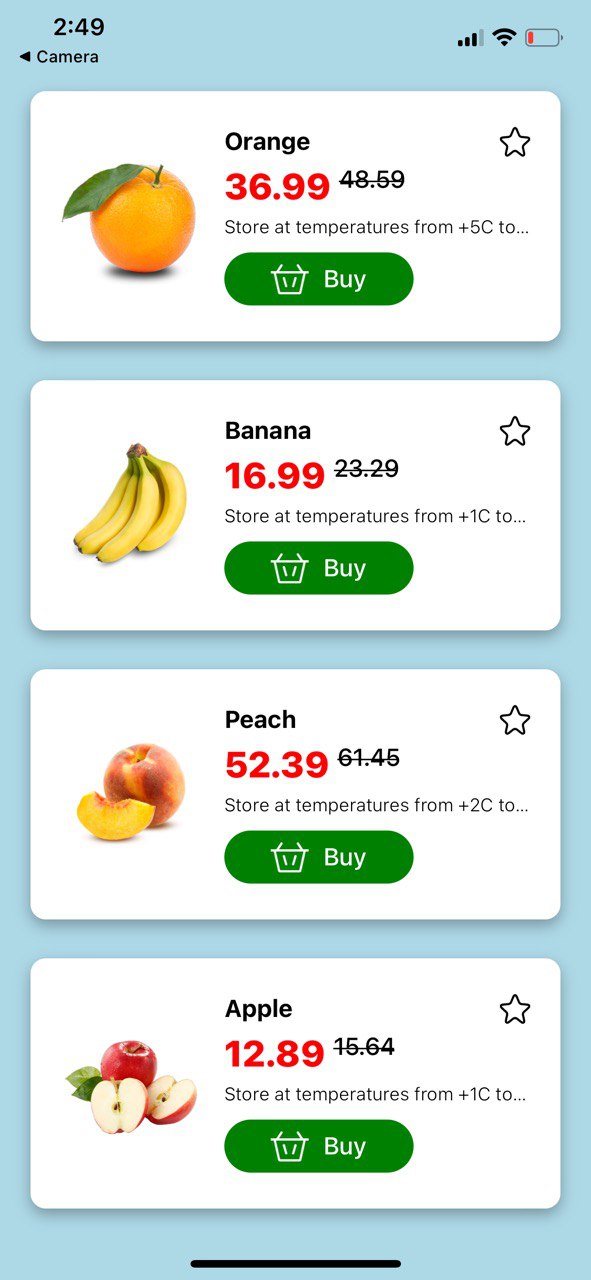 2:49
◀ Camera
Orange
36.99 48.59
Store at temperatures from +5C to...
Buy
Banana
16.99 23.29
Store at temperatures from +1C to...
Buy
Peach
52.39 61.45
Store at temperatures from +2C to...
Buy
Apple
12.89 15.64
Store at temperatures from +1C to...
Buy